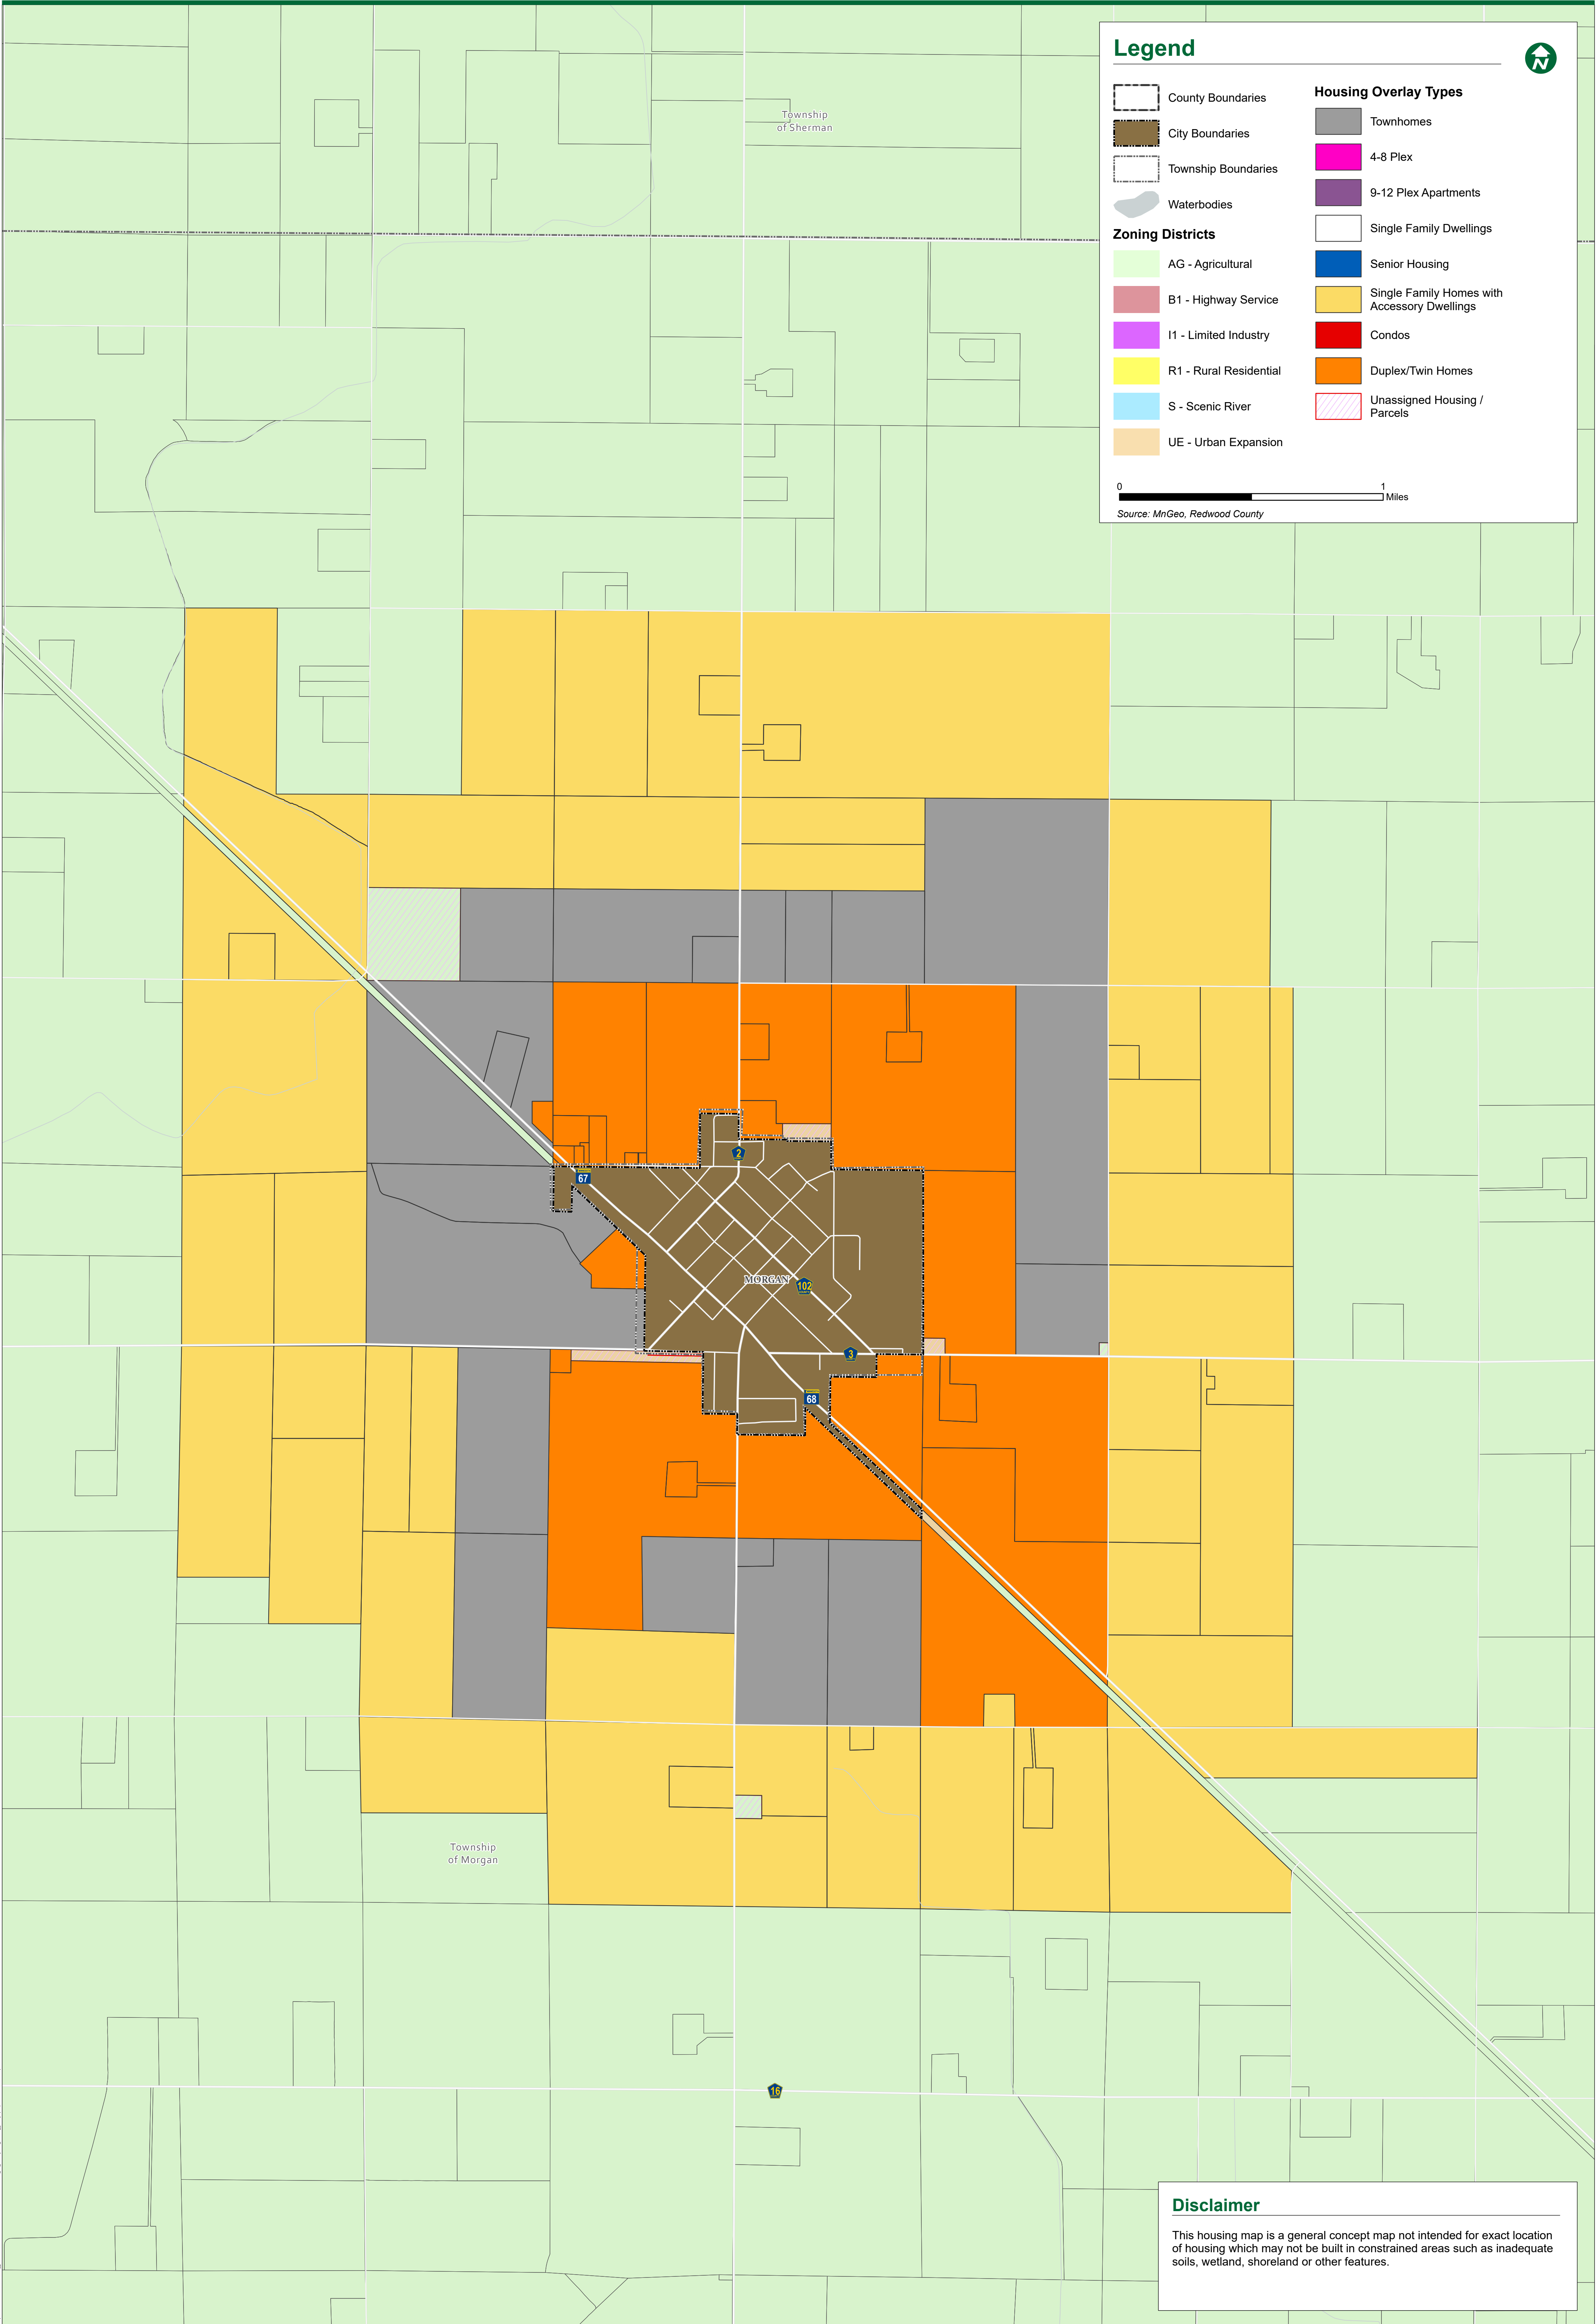 Legend
N
County Boundaries
City Boundaries
Township Boundaries
Waterbodies
Zoning Districts
AG - Agricultural
B1 - Highway Service
I1 - Limited Industry
R1 - Rural Residential
S - Scenic River
UE - Urban Expansion
Housing Overlay Types
Townhomes
4-8 Plex
9-12 Plex Apartments
Single Family Dwellings
Senior Housing
Single Family Homes with
Accessory Dwellings
Condos
Duplex/Twin Homes
Unassigned Housing /
Parcels
0 1
Miles
Source: MnGeo, Redwood County
Township
of Sherman
2
67
MORGAN
102
3
68
Township
of Morgan
16
Disclaimer
This housing map is a general concept map not intended for exact location
of housing which may not be built in constrained areas such as inadequate
soils, wetland, shoreland or other features.